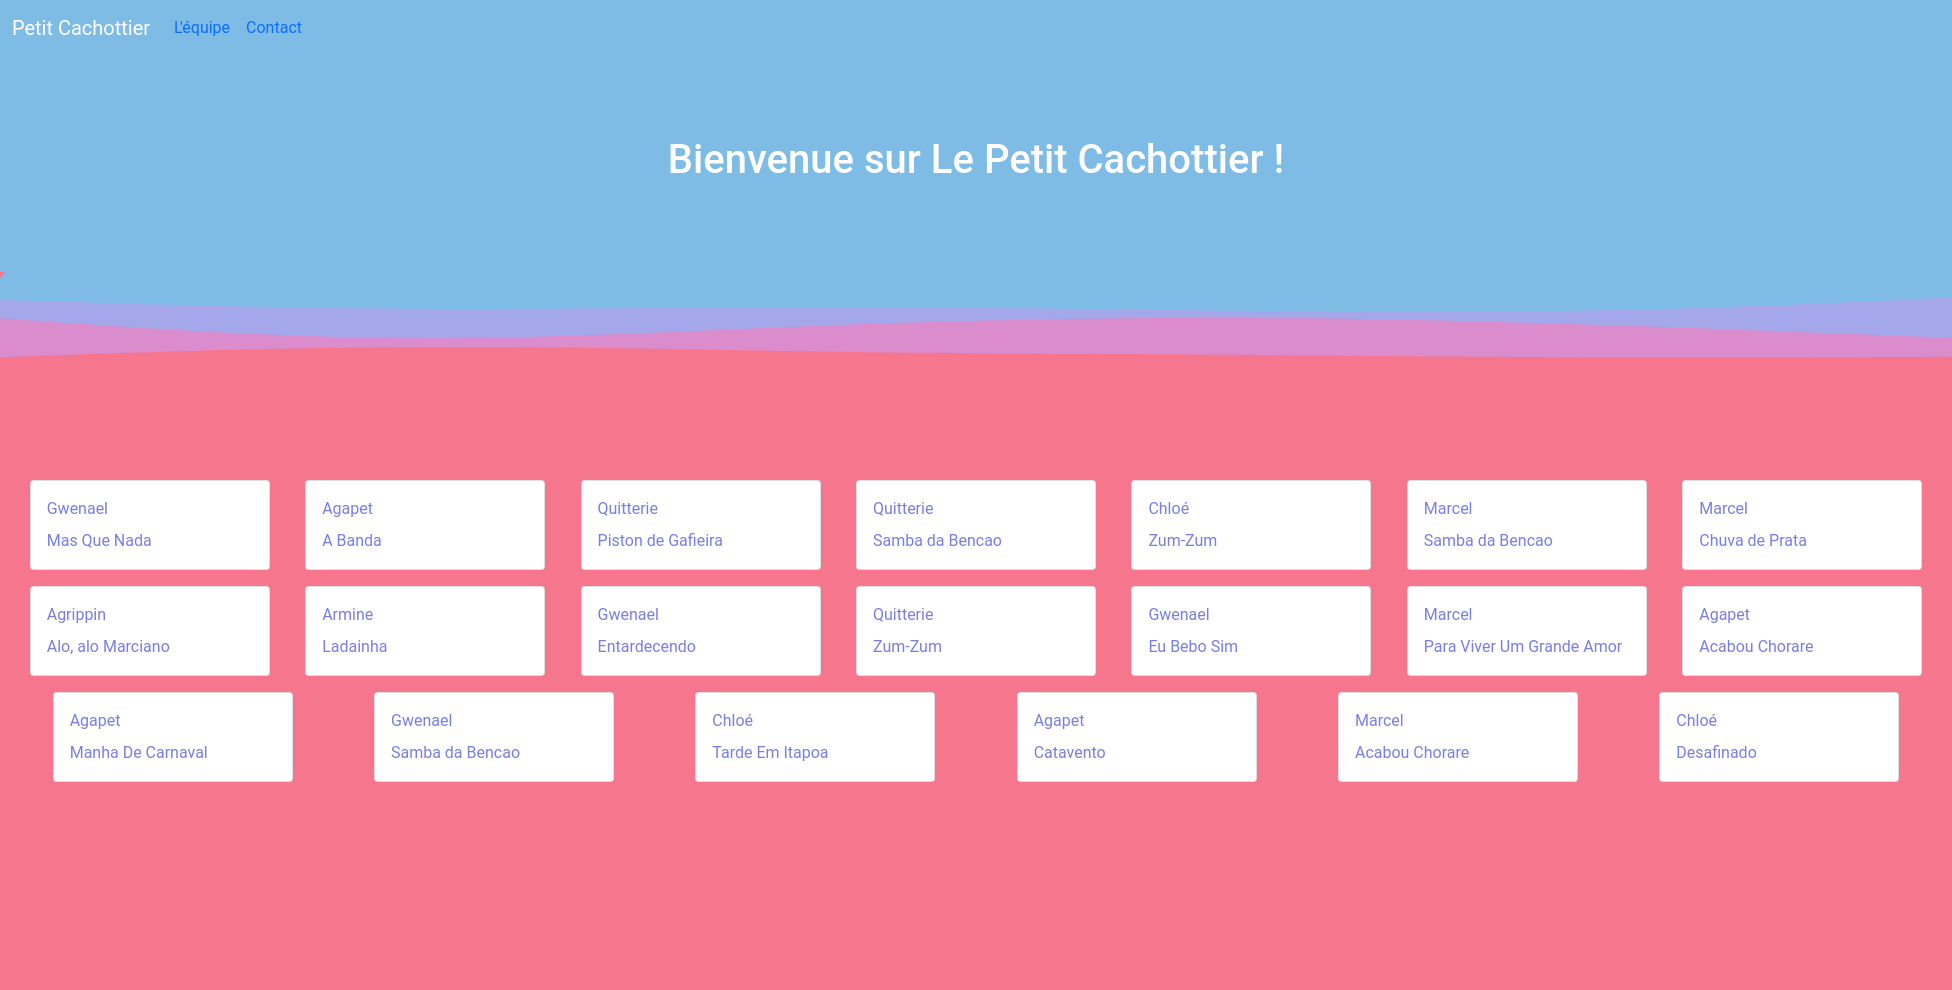 Petit Cachottier L'équipe Contact
Bienvenue sur Le Petit Cachottier !
Gwenael
Mas Que Nada
Agapet
A Banda
Quitterie
Piston de Gafieira
Quitterie
Samba da Bencao
Chloé
Zum-Zum
Marcel
Samba da Bencao
Marcel
Chuva de Prata
Agrippin
Alo, alo Marciano
Armine
Ladainha
Gwenael
Entardecendo
Quitterie
Zum-Zum
Gwenael
Eu Bebo Sim
Marcel
Para Viver Um Grande Amor
Agapet
Acabou Chorare
Agapet
Manha De Carnaval
Gwenael
Samba da Bencao
Chloé
Tarde Em Itapoa
Agapet
Catavento
Marcel
Acabou Chorare
Chloé
Desafinado